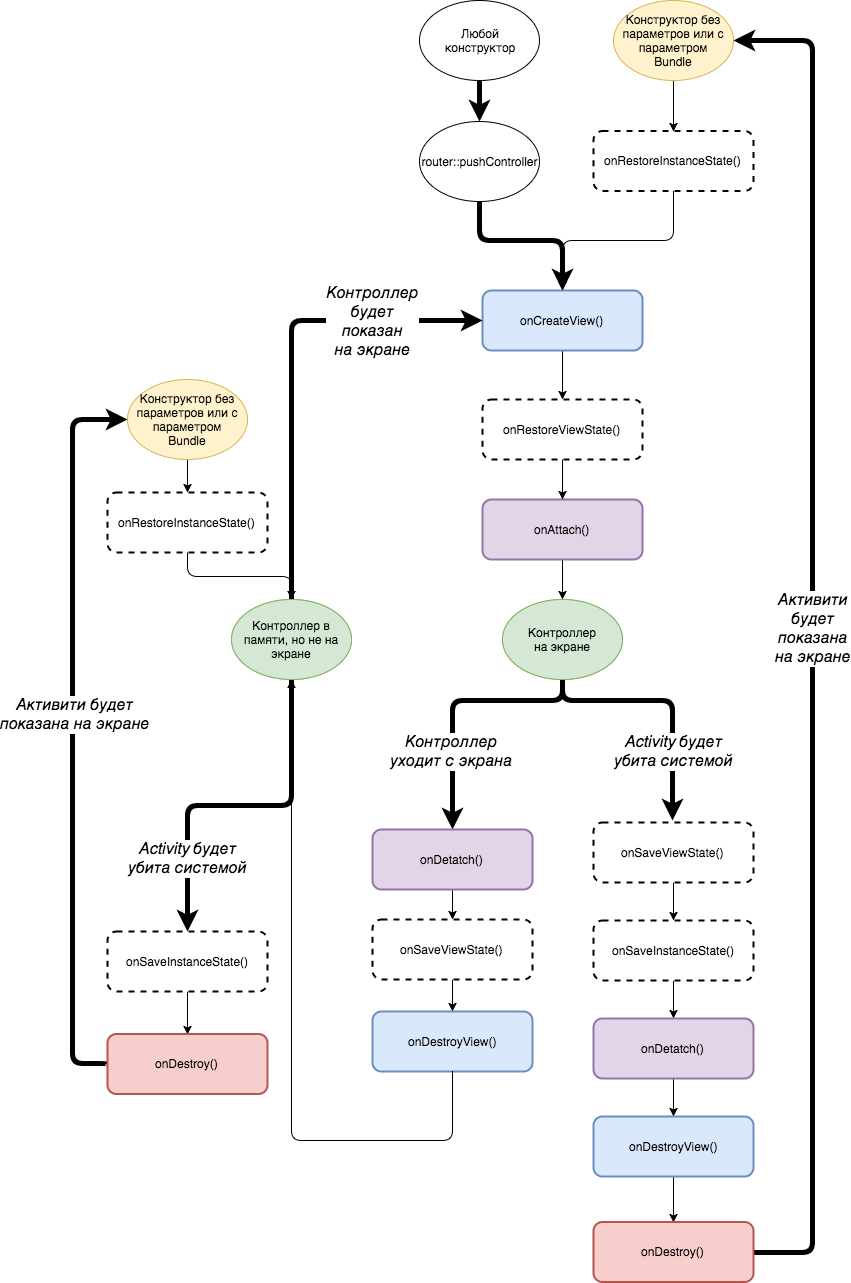 Любой
конструктор
Конструктор без
параметров или с
параметром
Bundle
router::pushController
onRestoreInstanceState()
Контроллер
будет
показан
на экране
onCreateView()
Конструктор без
параметров или с
параметром
Bundle
onRestoreViewState()
onRestoreInstanceState()
onAttach()
Контроллер в
памяти, но не на
экране
Контроллер
на экране
Активити
будет
показана
на экране
Активити будет
показана на экране
Контроллер
уходит с экрана
Activity будет
убита системой
Activity будет
убита системой
onDetatch()
onSaveViewState()
onSaveInstanceState()
onSaveViewState()
onSaveInstanceState()
onDestroy()
onDestroyView()
onDetatch()
onDestroyView()
onDestroy()